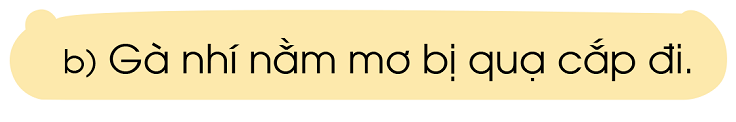 b) Gà nhí nằm mơ bị quạ cắp đi.